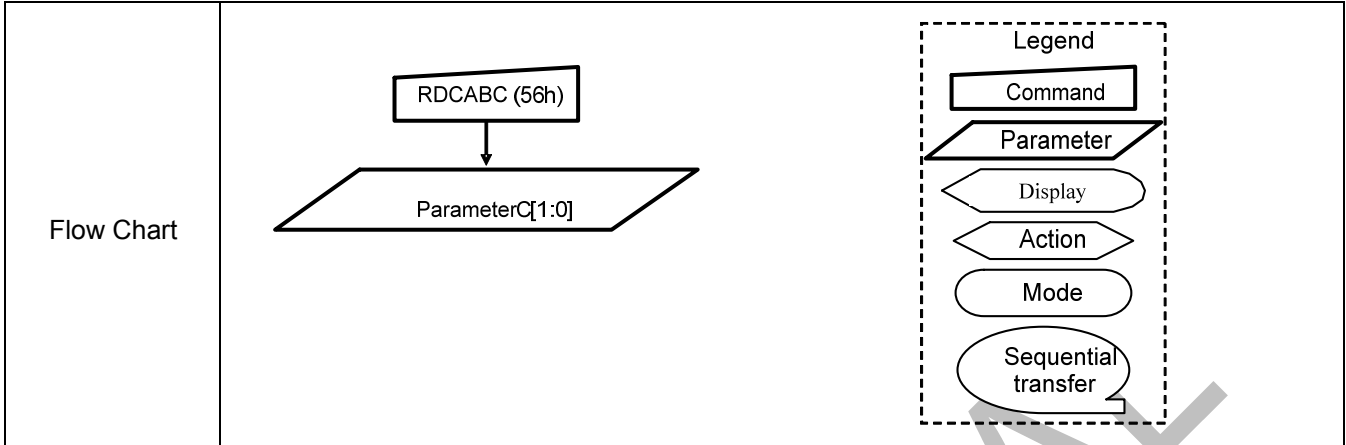 Flow Chart
RDCABC (56h)
ParameterC[1:0]
Legend
Command
Parameter
Display
Action
Mode
Sequential
transfer